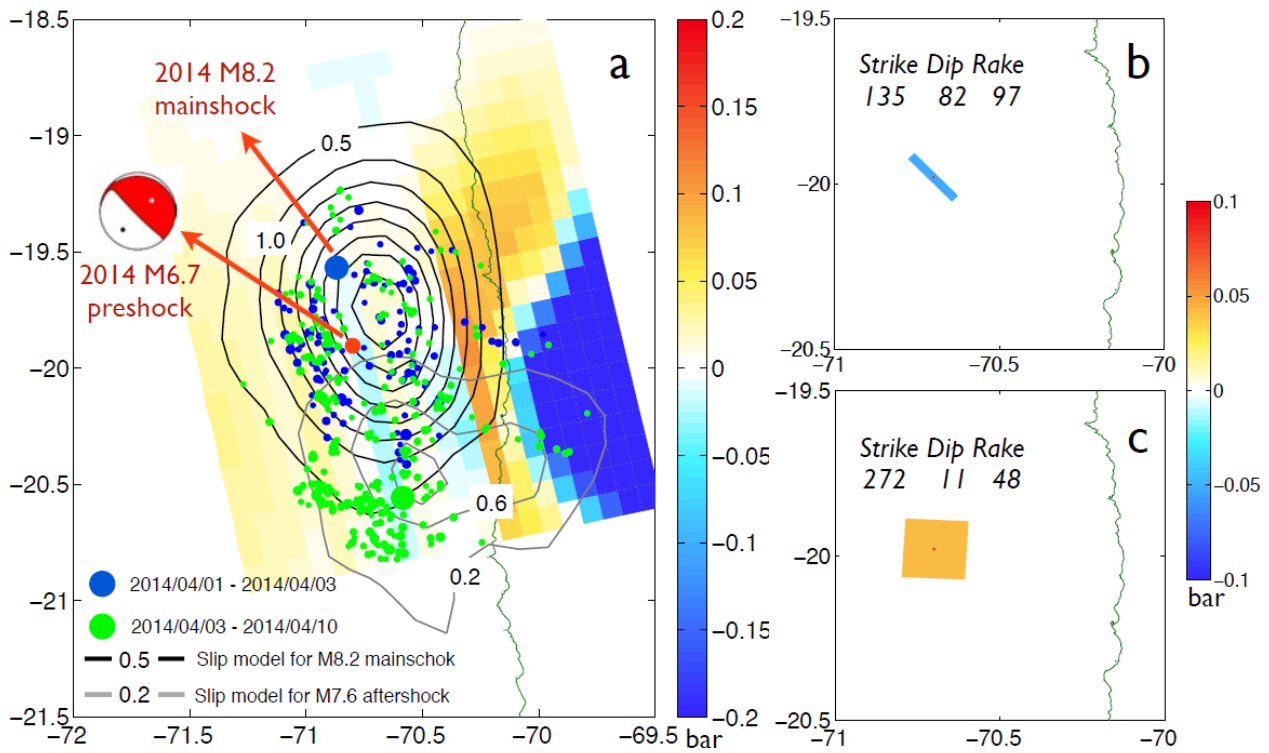 a
2014 M8.2
mainshock
2014 M6.7
preshock
0.5
1.0
0.6
0.2
2014/04/01 - 2014/04/03
2014/04/03 - 2014/04/10
0.5 Slip model for M8.2 mainschok
0.2 Slip model for M7.6 aftershock
−18.5
−19
−19.5
−20
−20.5
−21
−21.5
−72
−71.5
−71
−70.5
−70
−69.5
0.2
0.15
0.1
0.05
0
−0.05
−0.1
−0.15
−0.2
bar
b
Strike Dip Rake
135 82 97
−19.5
−20
−20.5
−71
−70.5
−70
c
Strike Dip Rake
272 11 48
−19.5
−20
−20.5
−71
−70.5
−70
0.1
0.05
0
−0.05
−0.1
bar